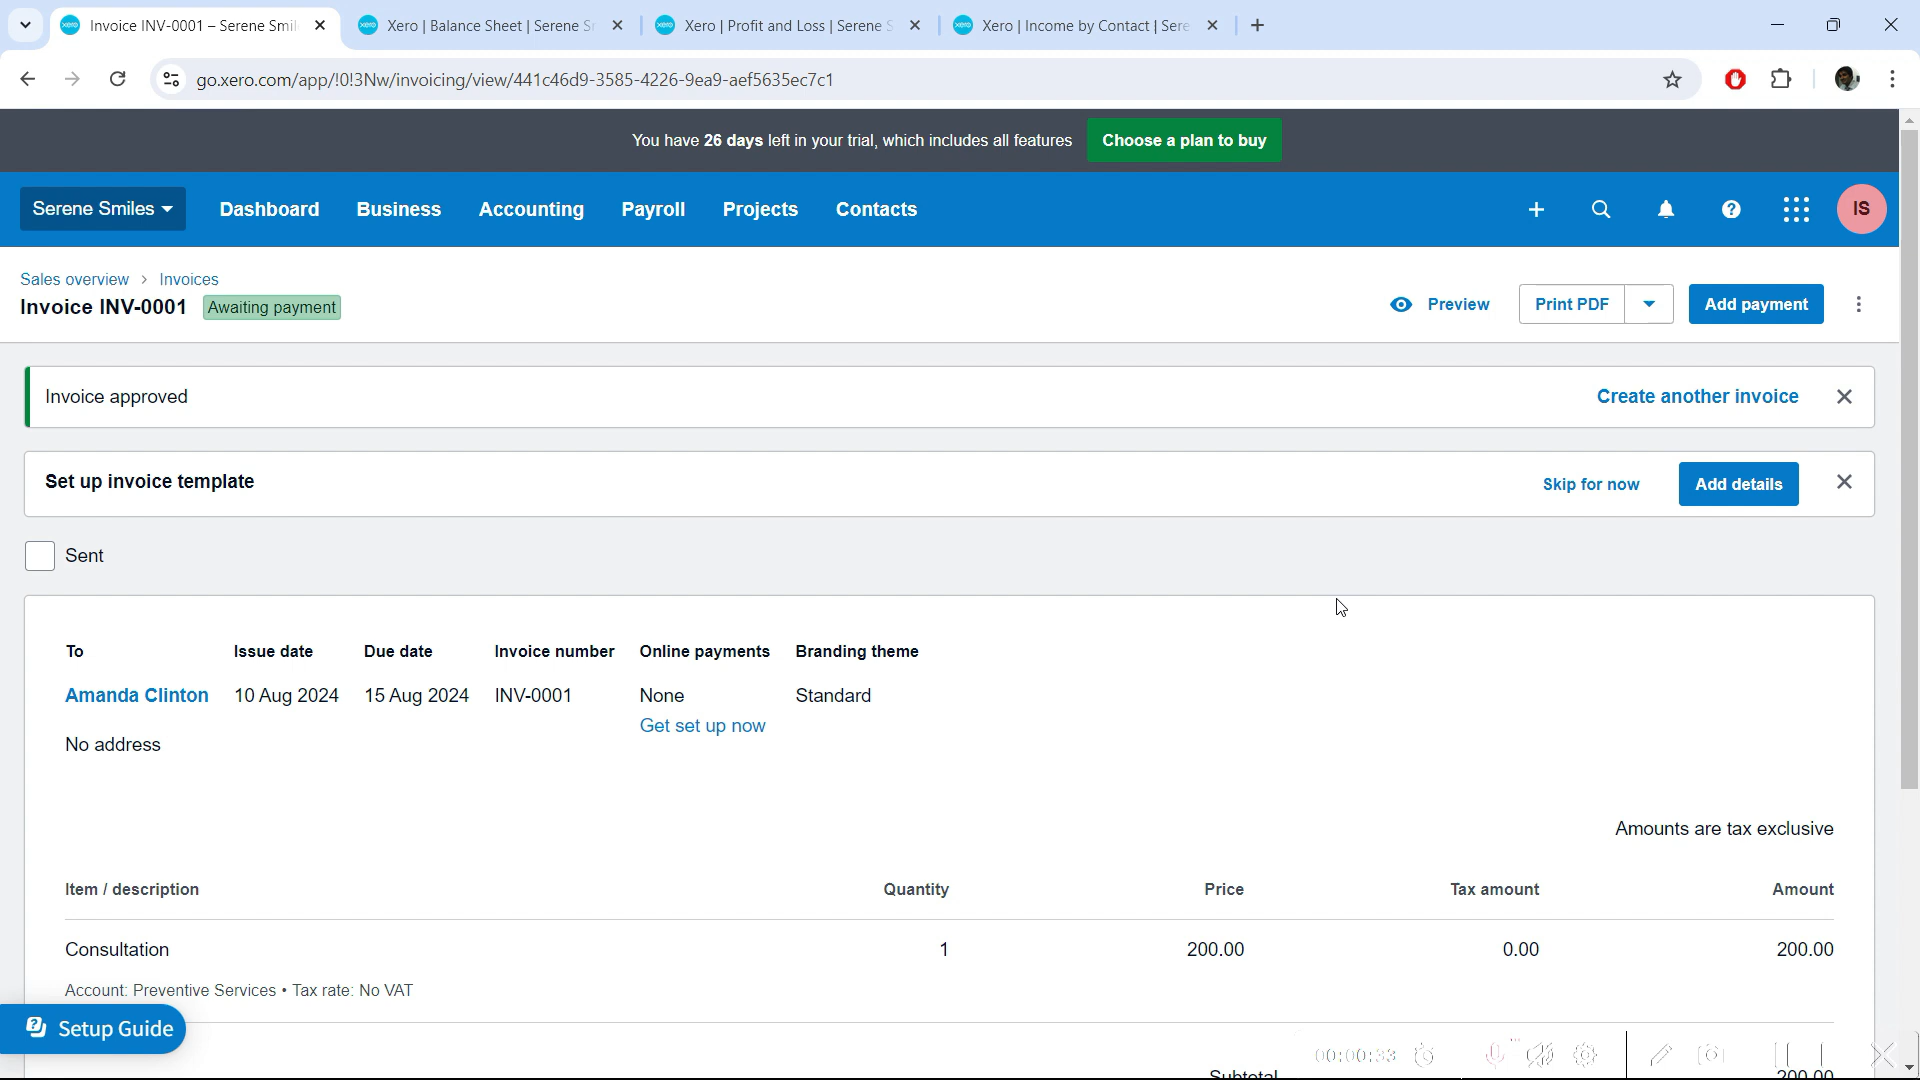 Invoice INV-0001 – Serene Smil
Xero | Balance Sheet | Serene S
Xero | Profit and Loss | Serene S
Xero | Income by Contact | Sere
go.xero.com/app/!0!3Nw/invoicing/view/441c46d9-3585-4226-9ea9-aef5635ec7c1
You have 26 days left in your trial, which includes all features Choose a plan to buy
Serene Smiles Dashboard Business Accounting Payroll Projects Contacts IS
Sales overview > Invoices
Invoice INV-0001 Awaiting payment Preview Print PDF Add payment
Invoice approved Create another invoice
Set up invoice template Skip for now Add details
Sent
To Issue date Due date Invoice number Online payments Branding theme
Amanda Clinton 10 Aug 2024 15 Aug 2024 INV-0001 None Standard
Get set up now
No address
Amounts are tax exclusive
Item / description Quantity Price Tax amount Amount
Consultation 1 200.00 0.00 200.00
Account: Preventive Services • Tax rate: No VAT
Setup Guide
00:00:33
Subtotal 200.00